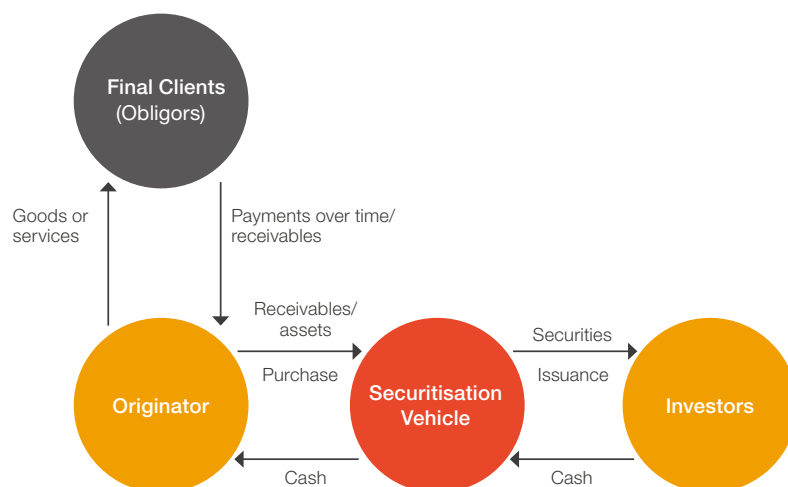 Final Clients
(Obligors)
Goods or
services
Payments over time/
receivables
Receivables/
assets
Purchase
Securities
Issuance
Originator
Securitisation
Vehicle
Investors
Cash
Cash